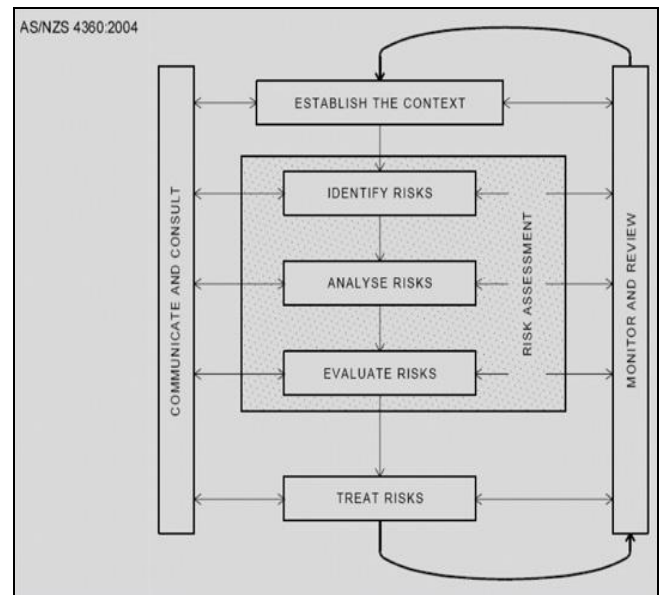 AS/NZS 4360:2004
ESTABLISH THE CONTEXT
COMMUNICATE AND CONSULT
IDENTIFY RISKS
ANALYSE RISKS
EVALUATE RISKS
RISK ASSESSMENT
MONITOR AND REVIEW
TREAT RISKS